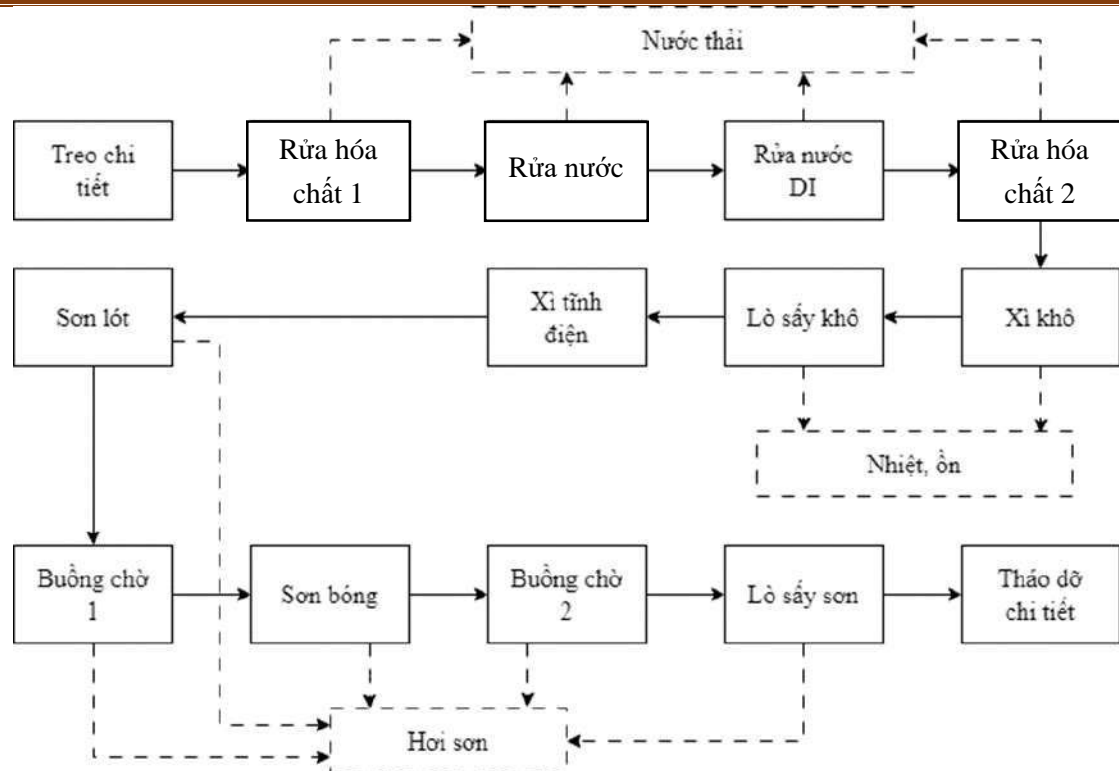 Nước thải
Treo chi
tiết
Rửa hóa
chất 1
Rửa nước
Rửa nước
DI
Rửa hóa
chất 2
Sơn lót
Xì tĩnh
điện
Lò sấy khô
Xì khô
Nhiệt, ồn
Buồng chờ
1
Sơn bóng
Buồng chờ
2
Lò sấy sơn
Tháo dỡ
chi tiết
Hơi sơn